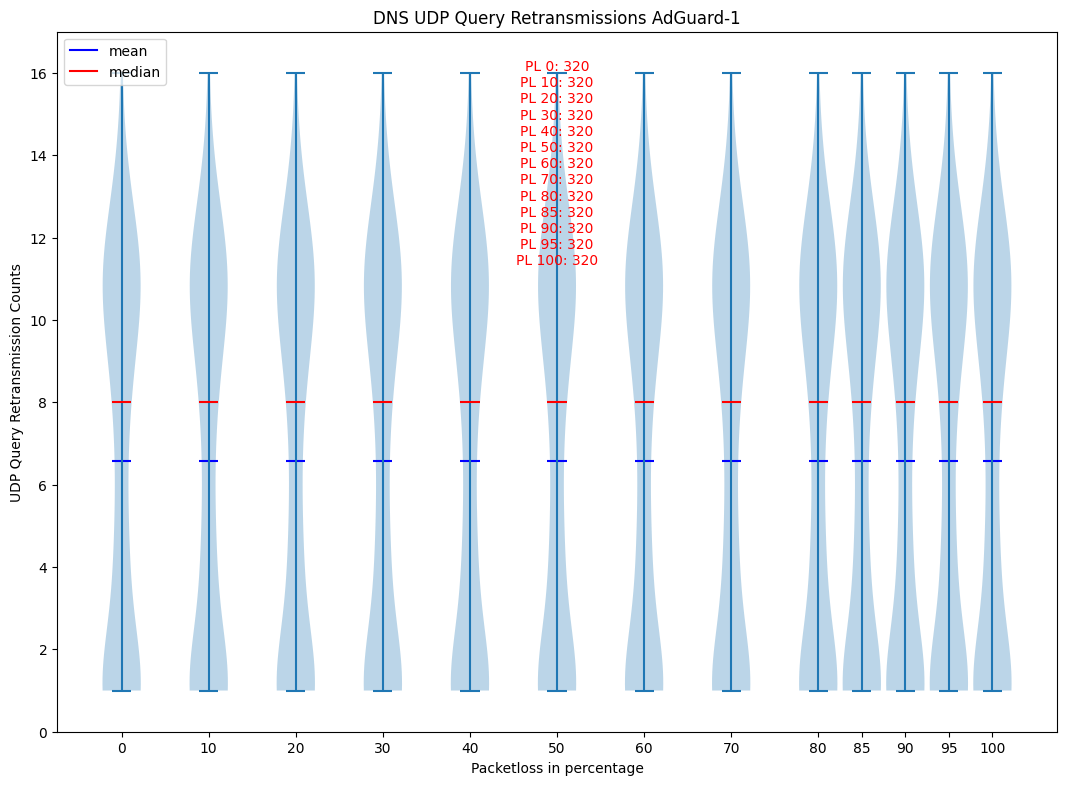 DNS UDP Query Retransmissions AdGuard-1
mean
median
PL 0: 320
PL 10: 320
PL 20: 320
PL 30: 320
PL 40: 320
PL 50: 320
PL 60: 320
PL 70: 320
PL 80: 320
PL 85: 320
PL 90: 320
PL 95: 320
PL 100: 320
16
14
12
10
8
6
4
2
0
UDP Query Retransmission Counts
0 10 20 30 40 50 60 70 80 85 90 95 100
Packetloss in percentage